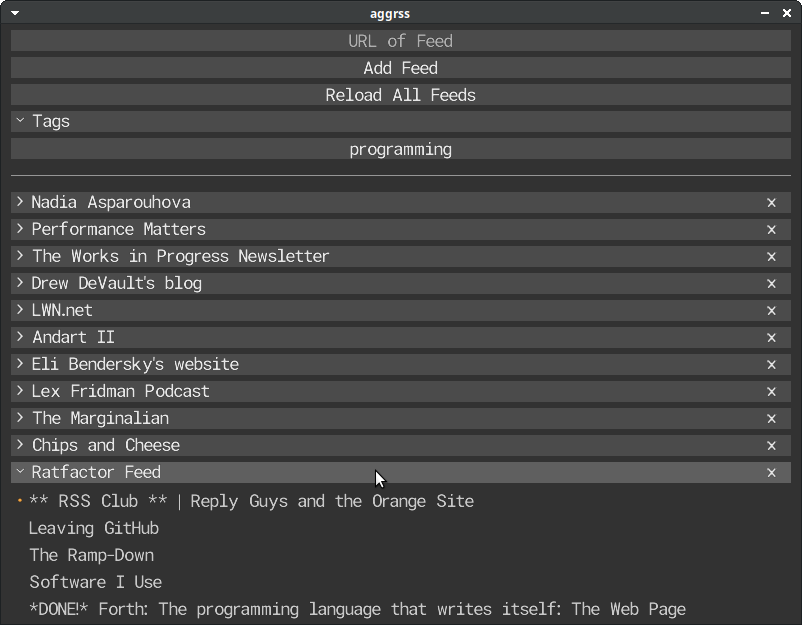 aggrss
URL of Feed
Add Feed
Reload All Feeds
Tags
programming
Nadia Asparouhova
Performance Matters
The Works in Progress Newsletter
Drew DeVault's blog
LWN.net
Andart II
Eli Bendersky's website
Lex Fridman Podcast
The Marginalian
Chips and Cheese
Ratfactor Feed
** RSS Club ** | Reply Guys and the Orange Site
Leaving GitHub
The Ramp-Down
Software I Use
*DONE!* Forth: The programming language that writes itself: The Web Page